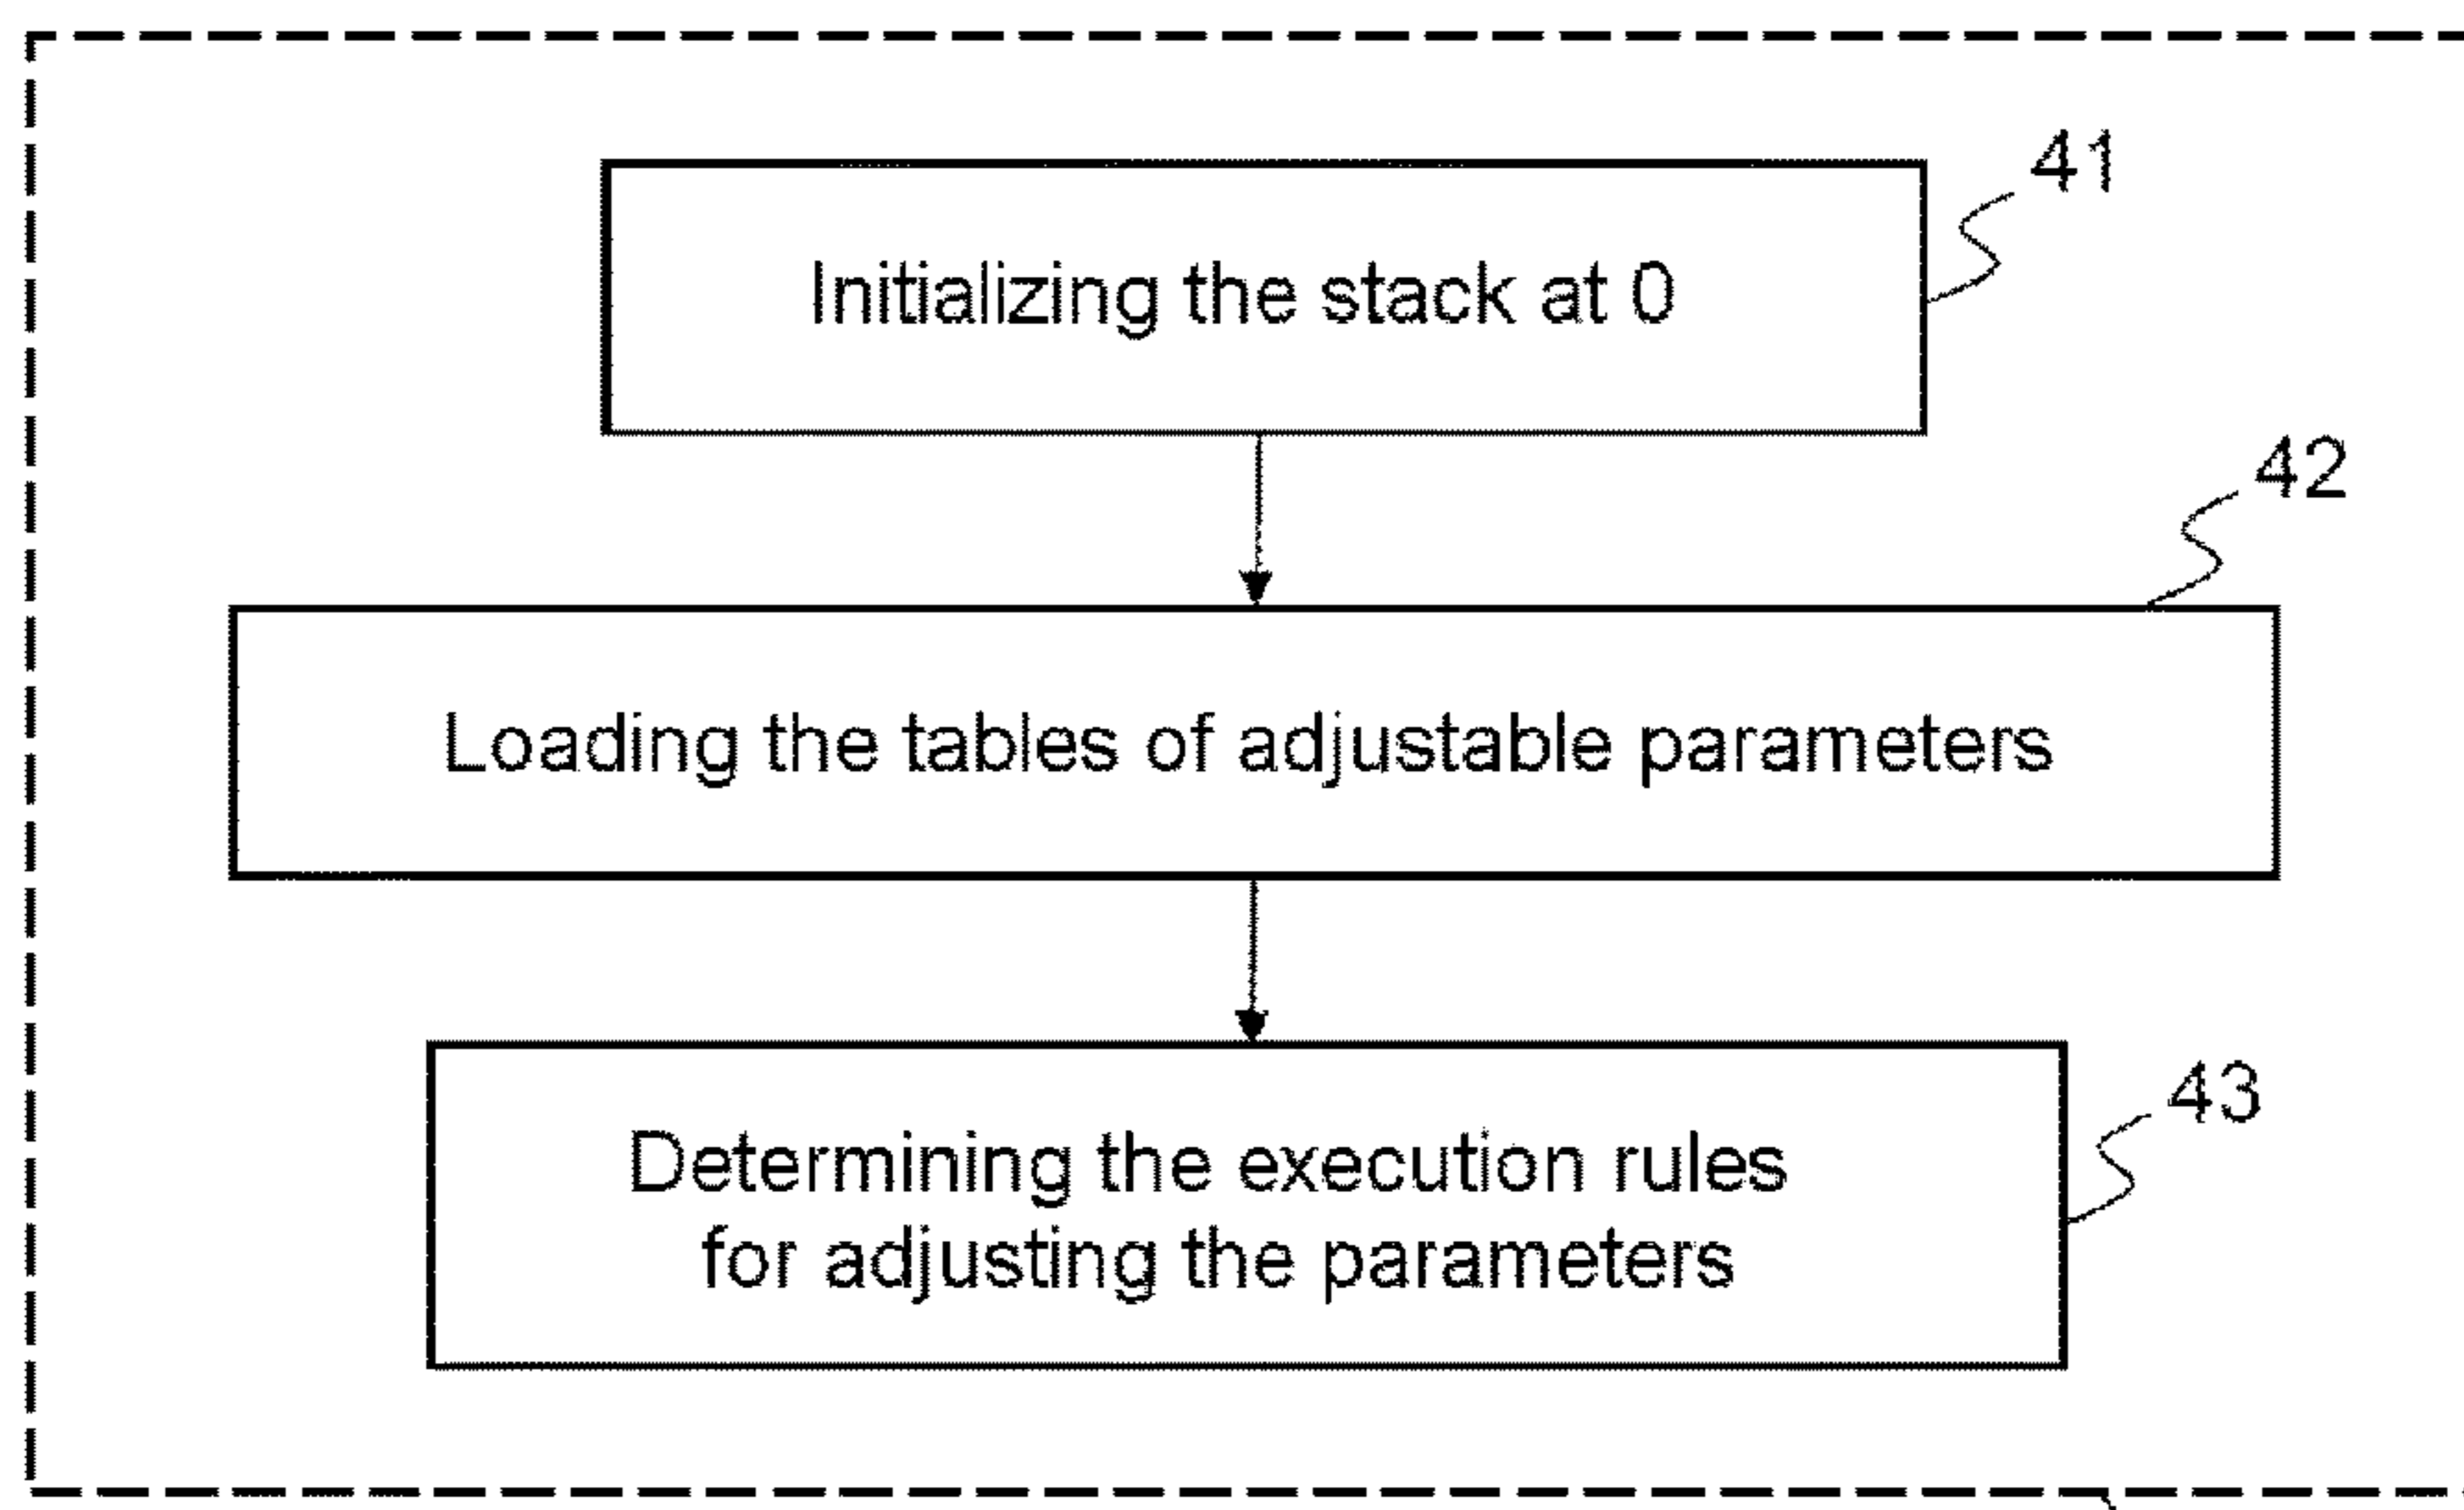 41
Initializing the stack at 0
42
Loading the tables of adjustable parameters
43
Determining the execution rules
for adjusting the parameters